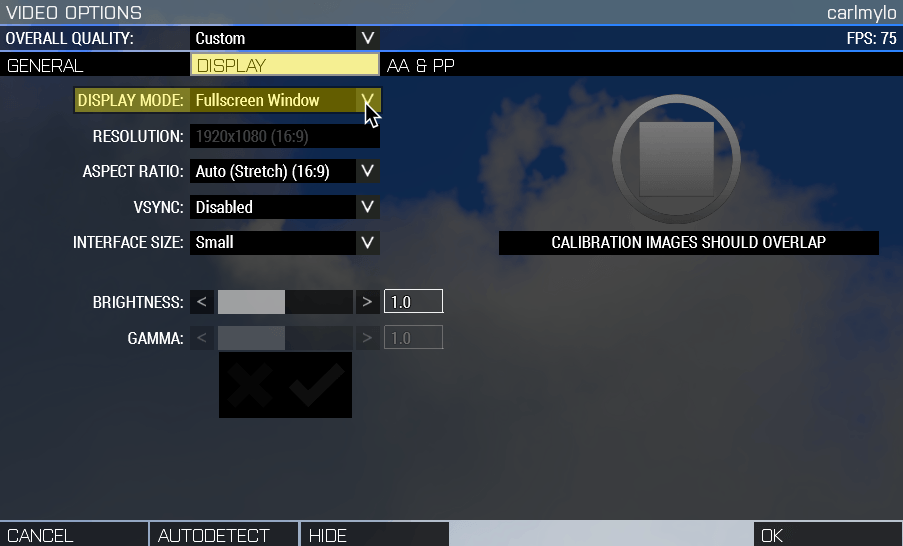 VIDEO OPTIONS carlmylo
OVERALL QUALITY: Custom FPS: 75
GENERAL DISPLAY AA & PP
DISPLAY MODE: Fullscreen Window
RESOLUTION: 1920x1080 (16:9)
ASPECT RATIO: Auto (Stretch) (16:9)
VSYNC: Disabled
INTERFACE SIZE: Small
CALIBRATION IMAGES SHOULD OVERLAP
BRIGHTNESS: < > 1.0
GAMMA: < > 1.0
CANCEL AUTODETECT HIDE OK